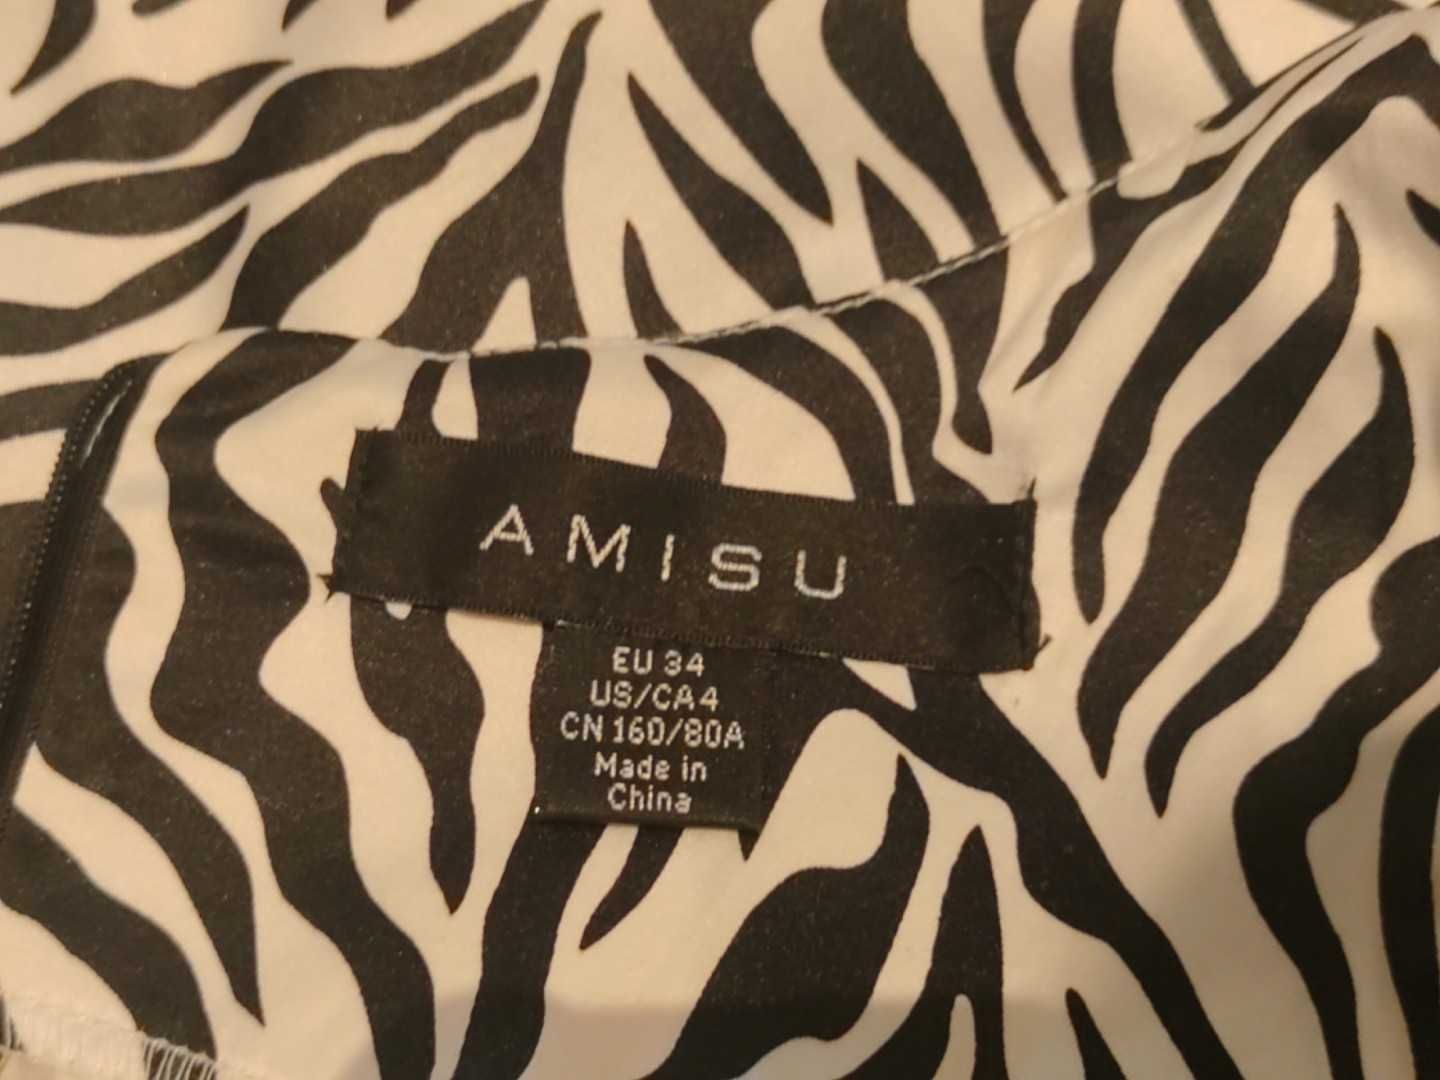 AMISU
EU 34
US/CA 4
CN 160/80A
Made in
China